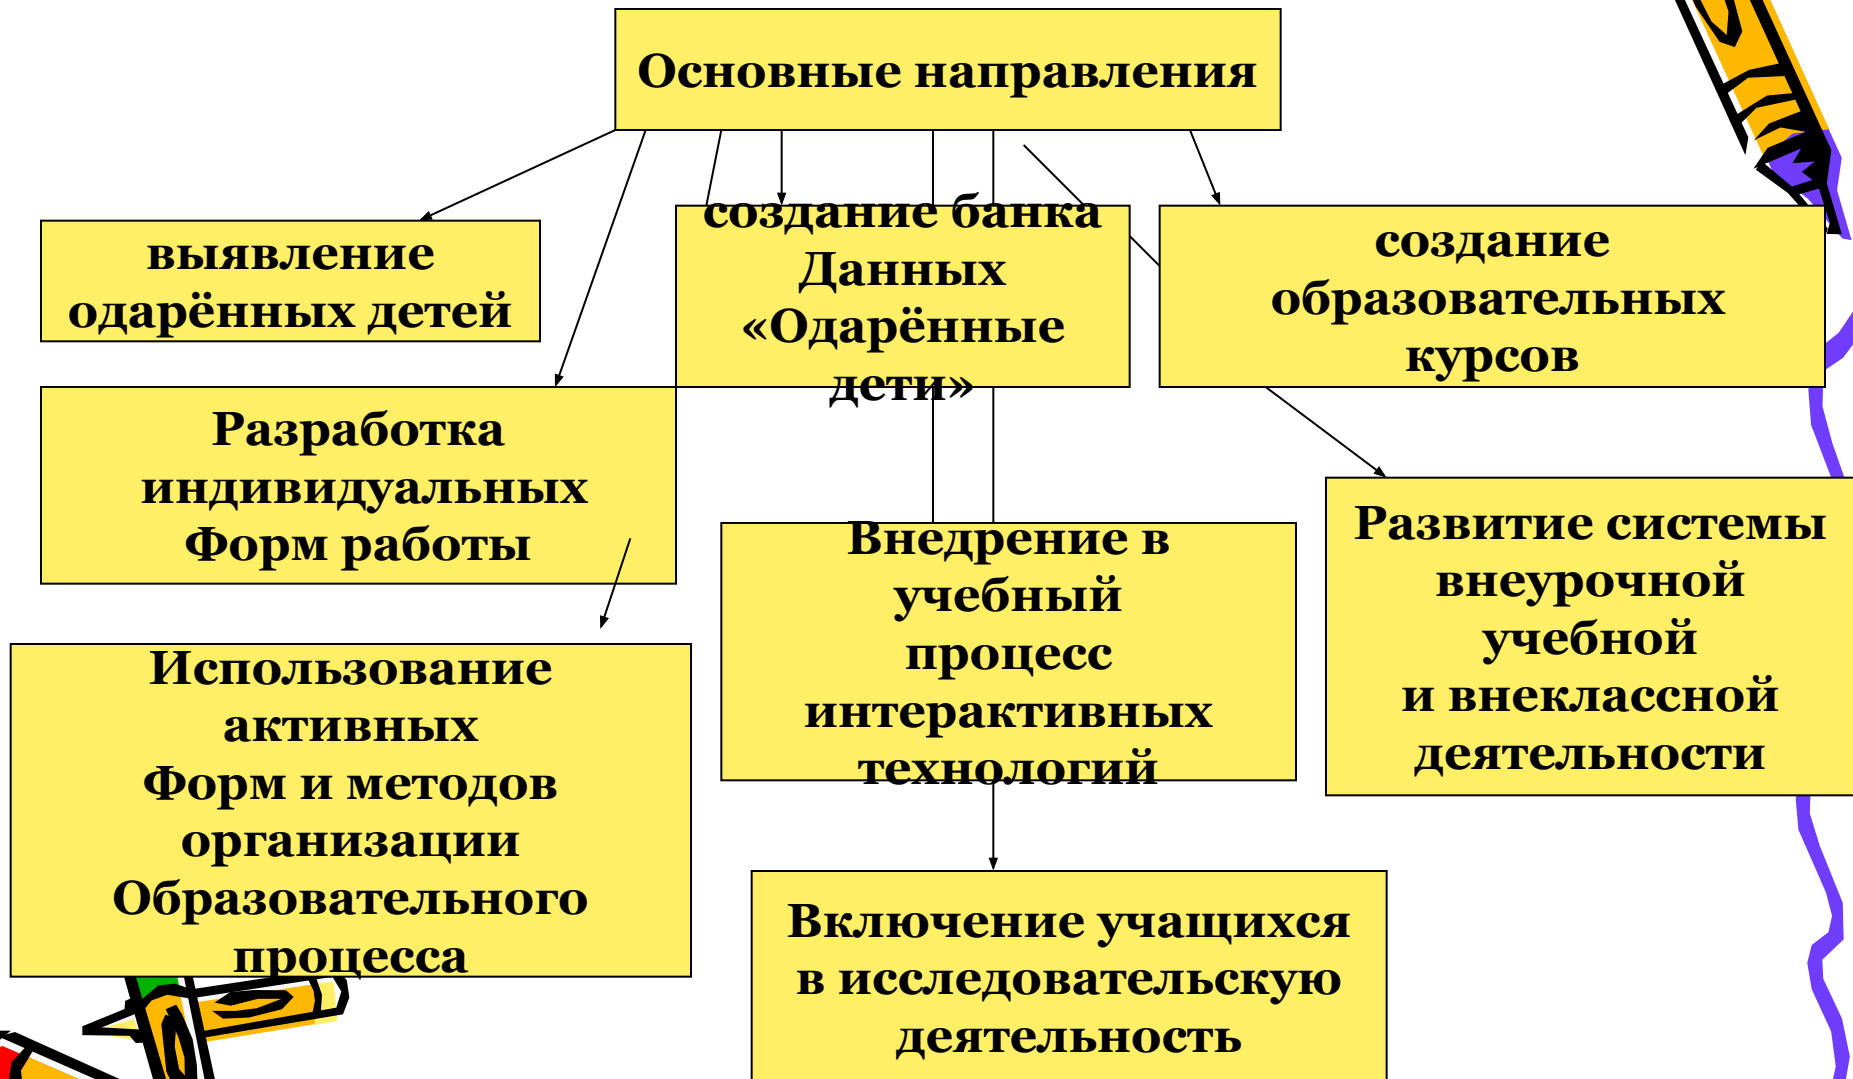 Основные направления
выявление
одарённых детей
создание банка
Данных
«Одарённые
дети»
создание
образовательных
курсов
Разработка
индивидуальных
Форм работы
Внедрение в
учебный
процесс
интерактивных
технологий
Развитие системы
внеурочной
учебной
и внеклассной
деятельности
Использование
активных
Форм и методов
организации
Образовательного
процесса
Включение учащихся
в исследовательскую
деятельность